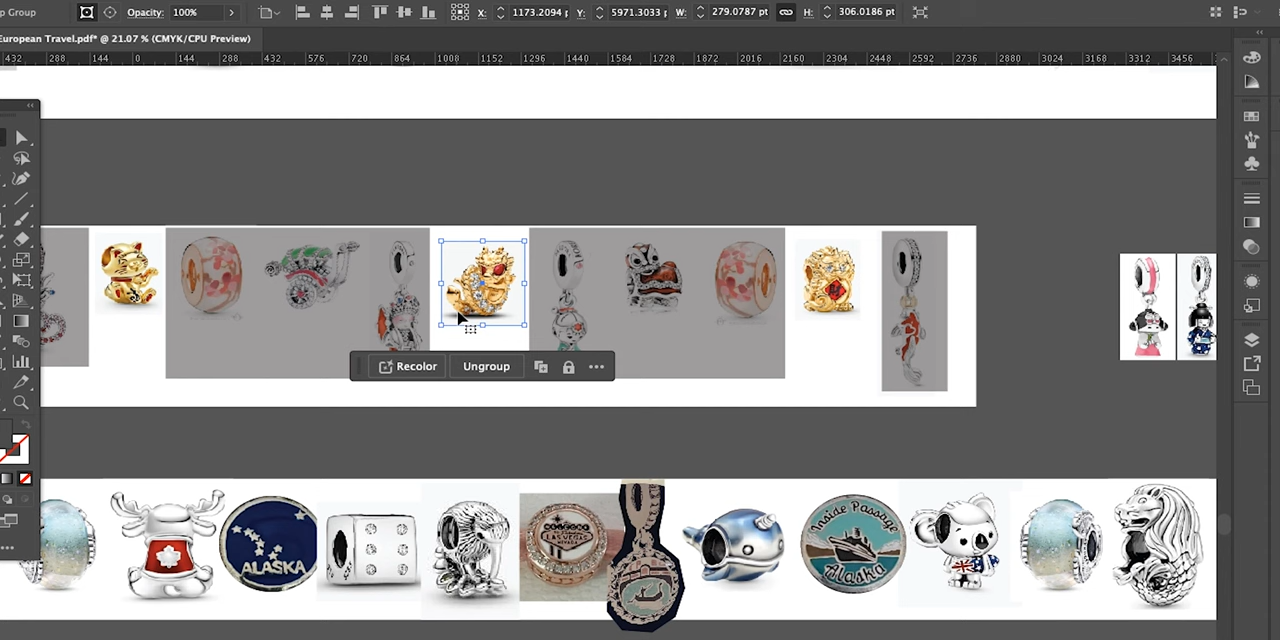 p Group
Opacity: 100%
X: 1173.2094 p
Y: 5971.3033 p
W: 279.0787 pt
H: 306.0186 pt
European Travel.pdf* @ 21.07 % (CMYK/CPU Preview)
432 288 144 0 144 288 432 576 720 864 1008 1152 1296 1440 1584 1728 1872 2016 2160 2304 2448 2592 2736 2880 3024 3168 3312 3456
Recolor
Ungroup
ALASKA
LAS VEGAS
NEVADA
Inside Passage
Alaska